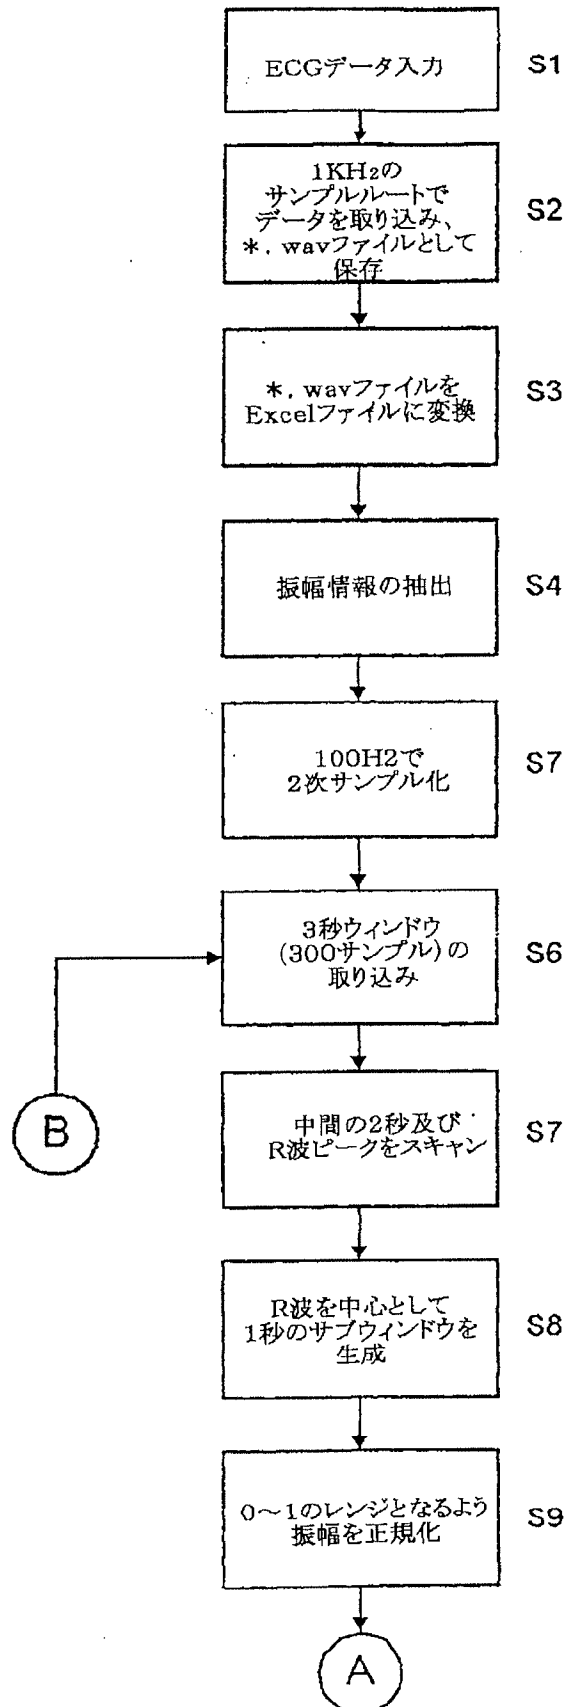 ECGデータ入力
S1
1KH2の
サンプルルートで
データを取り込み、
*. wavファイルとして
保存
S2
*. wavファイルを
Excelファイルに変換
S3
振幅情報の抽出
S4
100H2で
2次サンプル化
S7
3秒ウィンドウ
(300サンプル)の
取り込み
S6
B
中間の2秒及び
R波ピークをスキャン
S7
R波を中心として
1秒のサブウィンドウを
生成
S8
0〜1のレンジとなるよう
振幅を正規化
S9
A